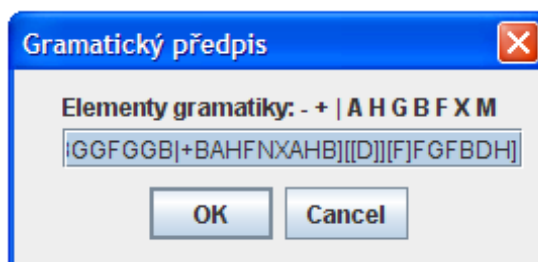 Gramatický předpis
Elementy gramatiky: - + | A H G B F X M
GGFGGB|+BAHFNXAHB][[D]][F]FGFBDH]
OK Cancel